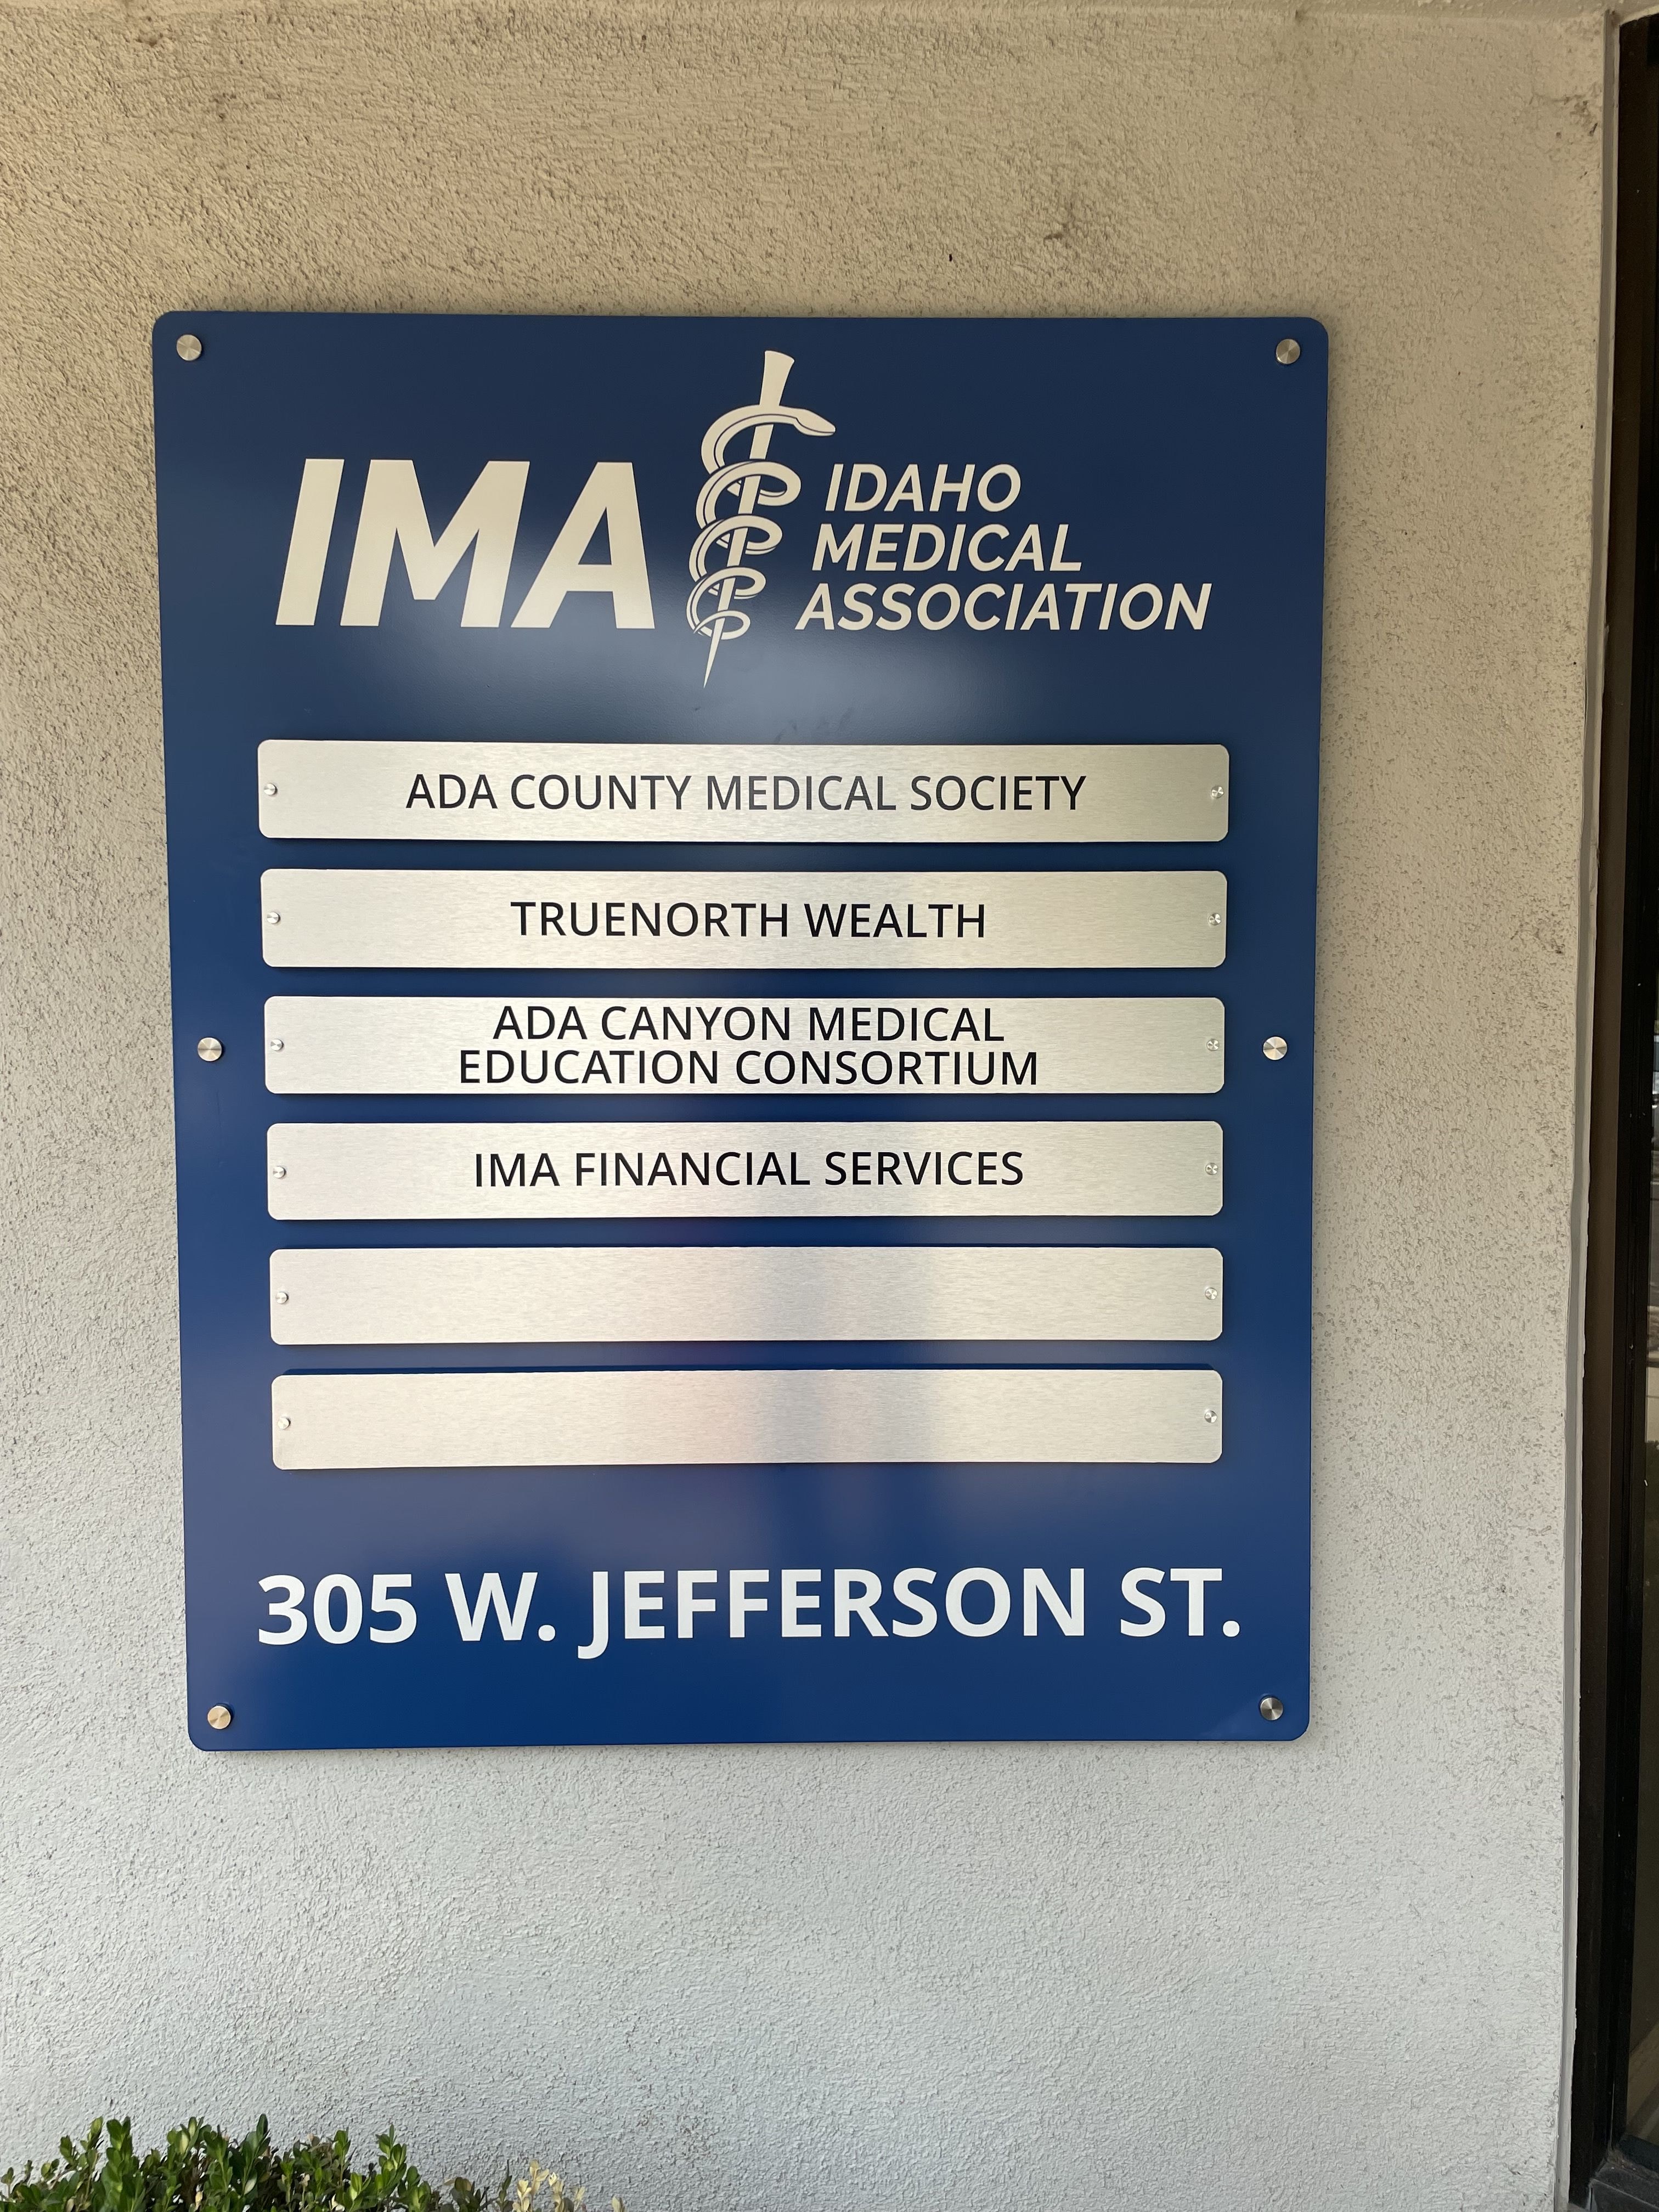 IMA
IDAHO
MEDICAL
ASSOCIATION
ADA COUNTY MEDICAL SOCIETY
TRUENORTH WEALTH
ADA CANYON MEDICAL
EDUCATION CONSORTIUM
IMA FINANCIAL SERVICES
305 W. JEFFERSON ST.